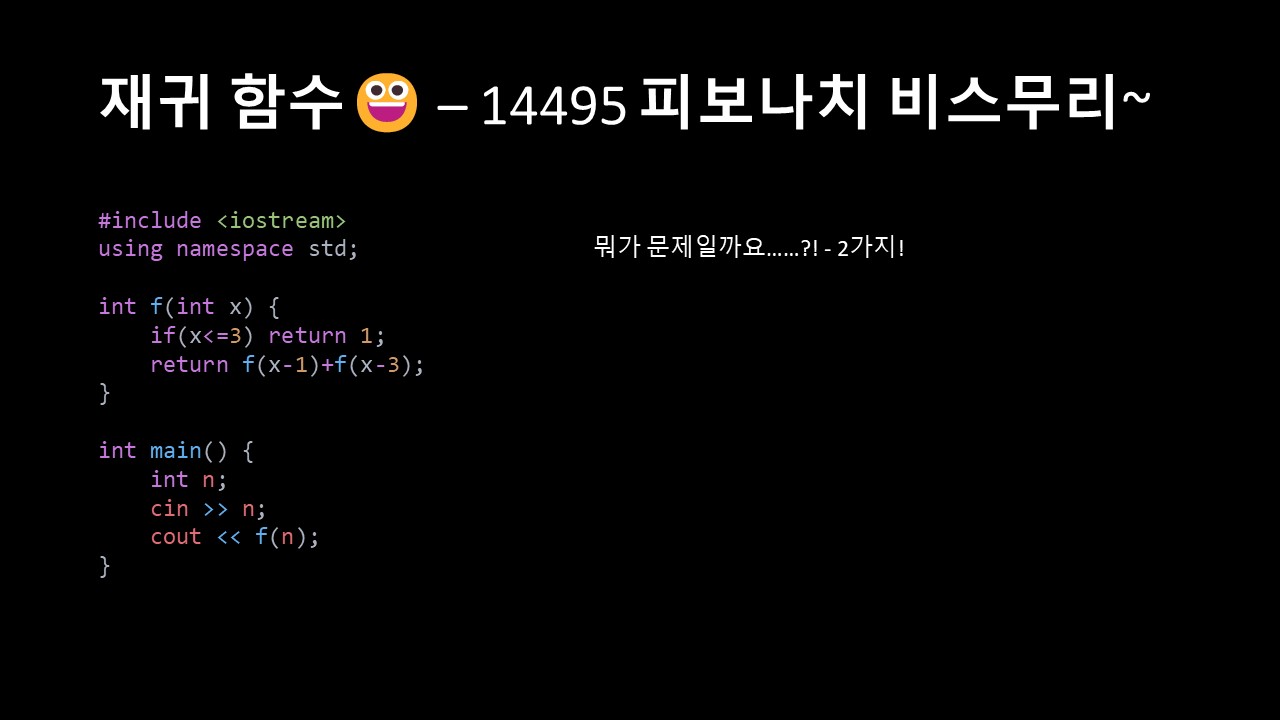 재귀 함수 – 14495 피보나치 비스무리~
#include <iostream>
using namespace std;
뭐가 문제일까요……?! - 2가지!
int f(int x) {
    if(x<=3) return 1;
    return f(x-1)+f(x-3);
}
int main() {
    int n;
    cin >> n;
    cout << f(n);
}